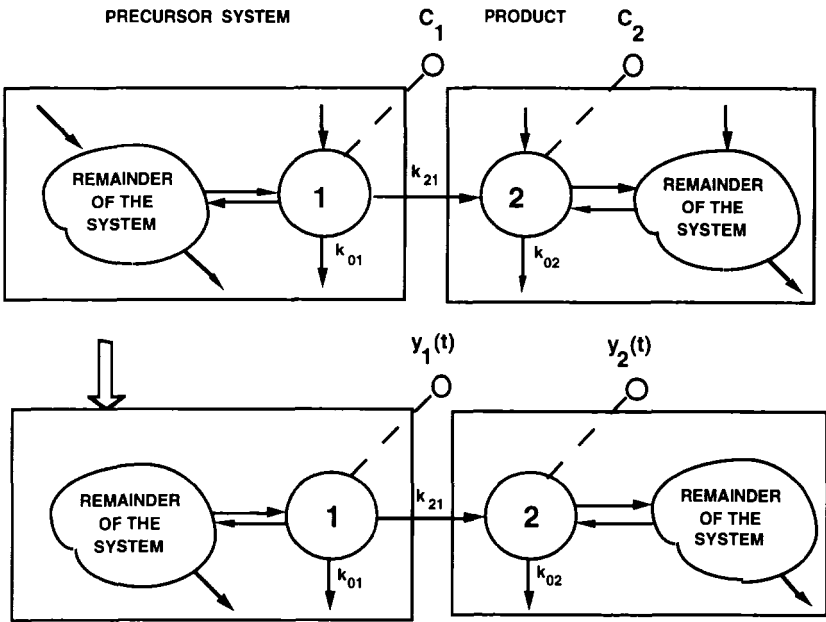 PRECURSOR SYSTEM
C1
PRODUCT
C2
REMAINDER
OF THE
SYSTEM
1
k21
2
REMAINDER
OF THE
SYSTEM
k01
k02
y1(t)
y2(t)
REMAINDER
OF THE
SYSTEM
1
k21
2
REMAINDER
OF THE
SYSTEM
k01
k02